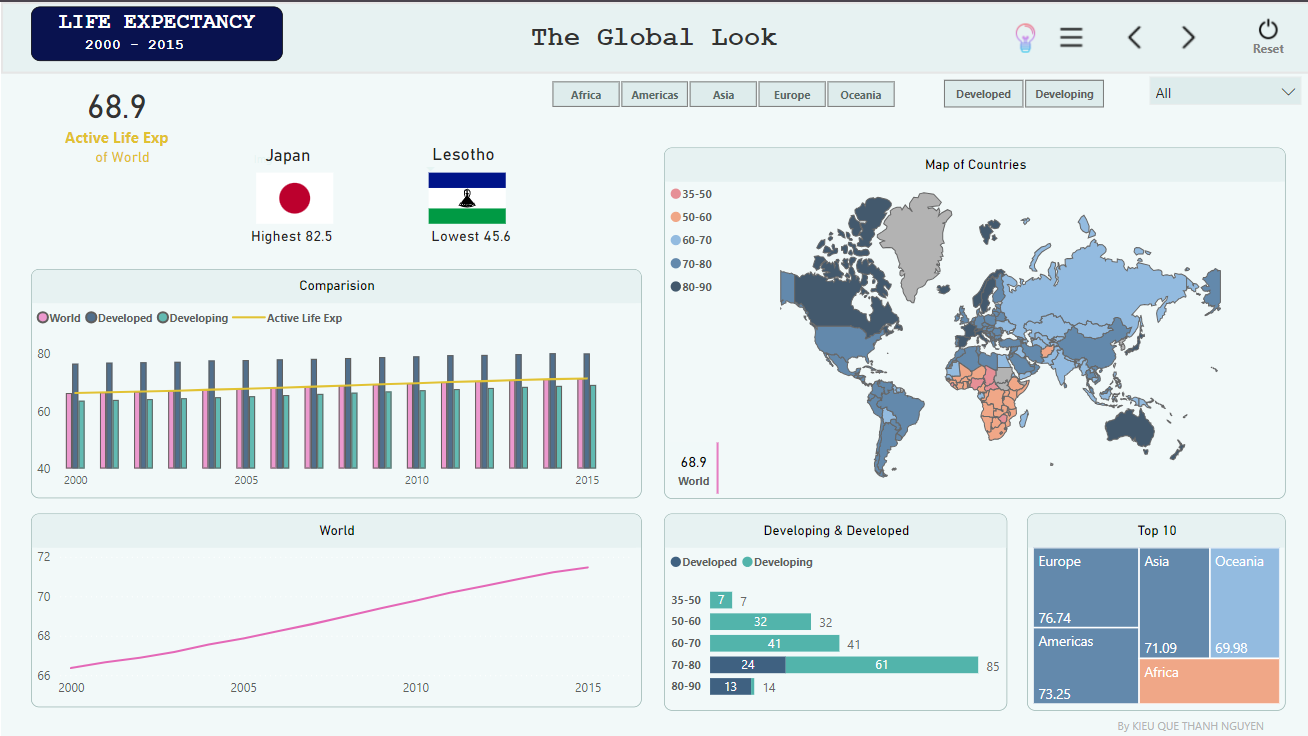 LIFE EXPECTANCY
2000 - 2015
The Global Look
Reset
Africa
Americas
Asia
Europe
Oceania
Developed
Developing
All
68.9
Active Life Exp
of World
Japan
Highest 82.5
Lesotho
Lowest 45.6
Comparision
World
Developed
Developing
Active Life Exp
80
60
40
2000
2005
2010
2015
Map of Countries
35-50
50-60
60-70
70-80
80-90
68.9
World
World
72
70
68
66
2000
2005
2010
2015
Developing & Developed
Developed
Developing
35-50 7 7
50-60 32 32
60-70 41 41
70-80 24 61 85
80-90 13 14
Top 10
Europe
76.74
Americas
73.25
Asia
71.09
Oceania
69.98
Africa
By KIEU QUE THANH NGUYEN